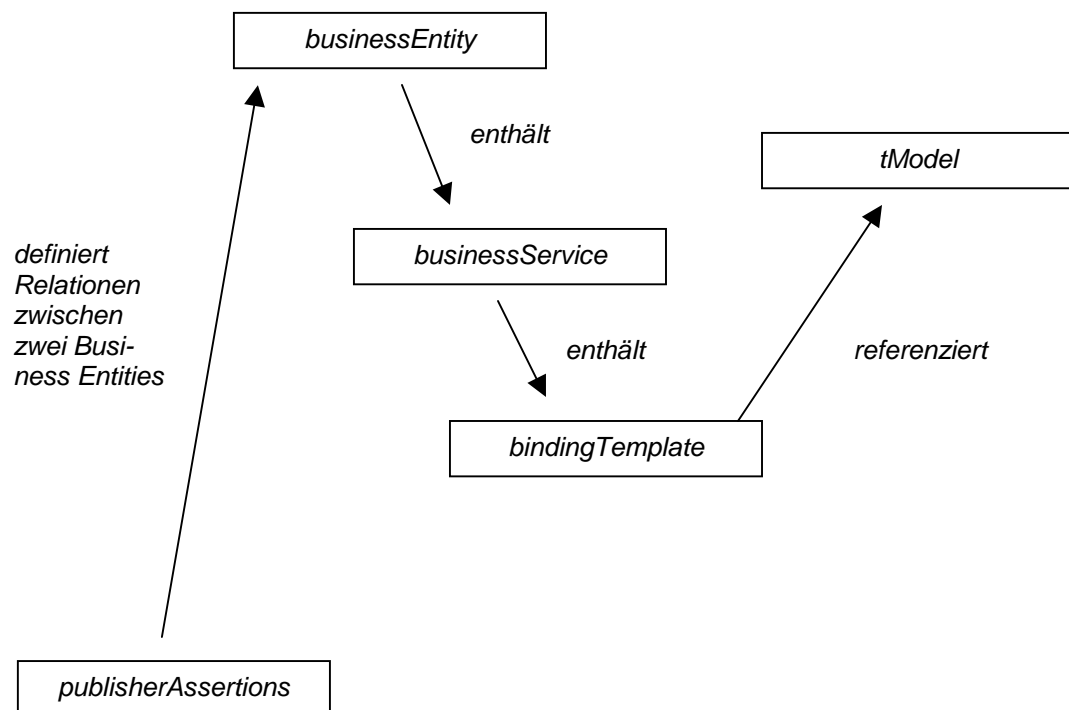 businessEntity
enthält
tModel
businessService
definiert
Relationen
zwischen
zwei Busi-
ness Entities
enthält
referenziert
bindingTemplate
publisherAssertions